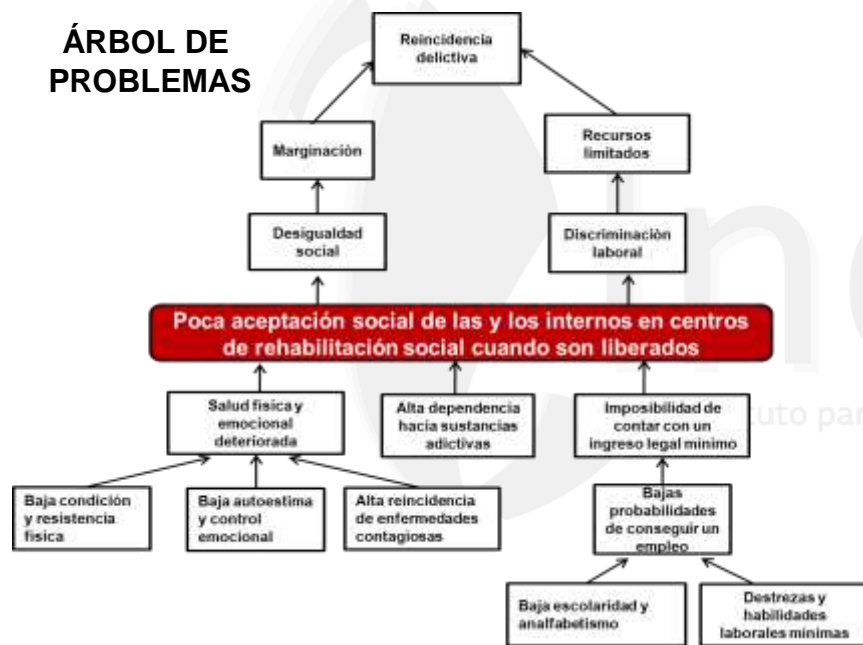 ÁRBOL DE
PROBLEMAS
Reincidencia
delictiva
Marginación
Recursos
limitados
Desigualdad
social
Discriminación
laboral
Poca aceptación social de las y los internos en centros
de rehabilitación social cuando son liberados
Salud física y
emocional
deteriorada
Alta dependencia
hacia sustancias
adictivas
Imposibilidad de
contar con un
ingreso legal mínimo
tuto par
Baja condición
y resistencia
física
Baja autoestima
y control
emocional
Alta reincidencia
de enfermedades
contagiosas
Bajas
probabilidades
de conseguir un
empleo
Baja escolaridad y
analfabetismo
Destrezas y
habilidades
laborales mínimas